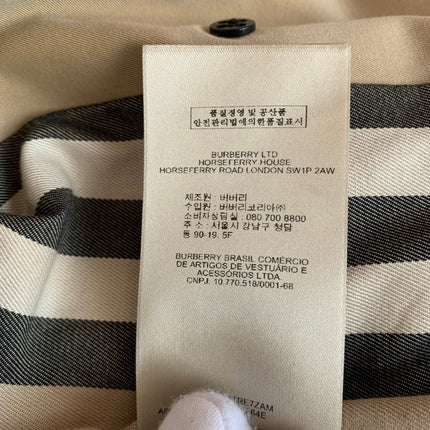 품질경영 및 공산품
안전관리법에의한품질표시
BURBERRY LTD
HORSEFERRY HOUSE
HORSEFERRY ROAD LONDON SW1P 2AW
제조원 : 버버리
수입원 : 버버리코리아(주)
소비자상담실 : 080 700 8800
주 소 : 서울시 강남구 청담
동 90-19. 5F
BURBERRY BRASIL COMÉRCIO
DE ARTIGOS DE VESTUÁRIO E
ACESSÓRIOS LTDA.
CNPJ: 10.770.518/0001-68